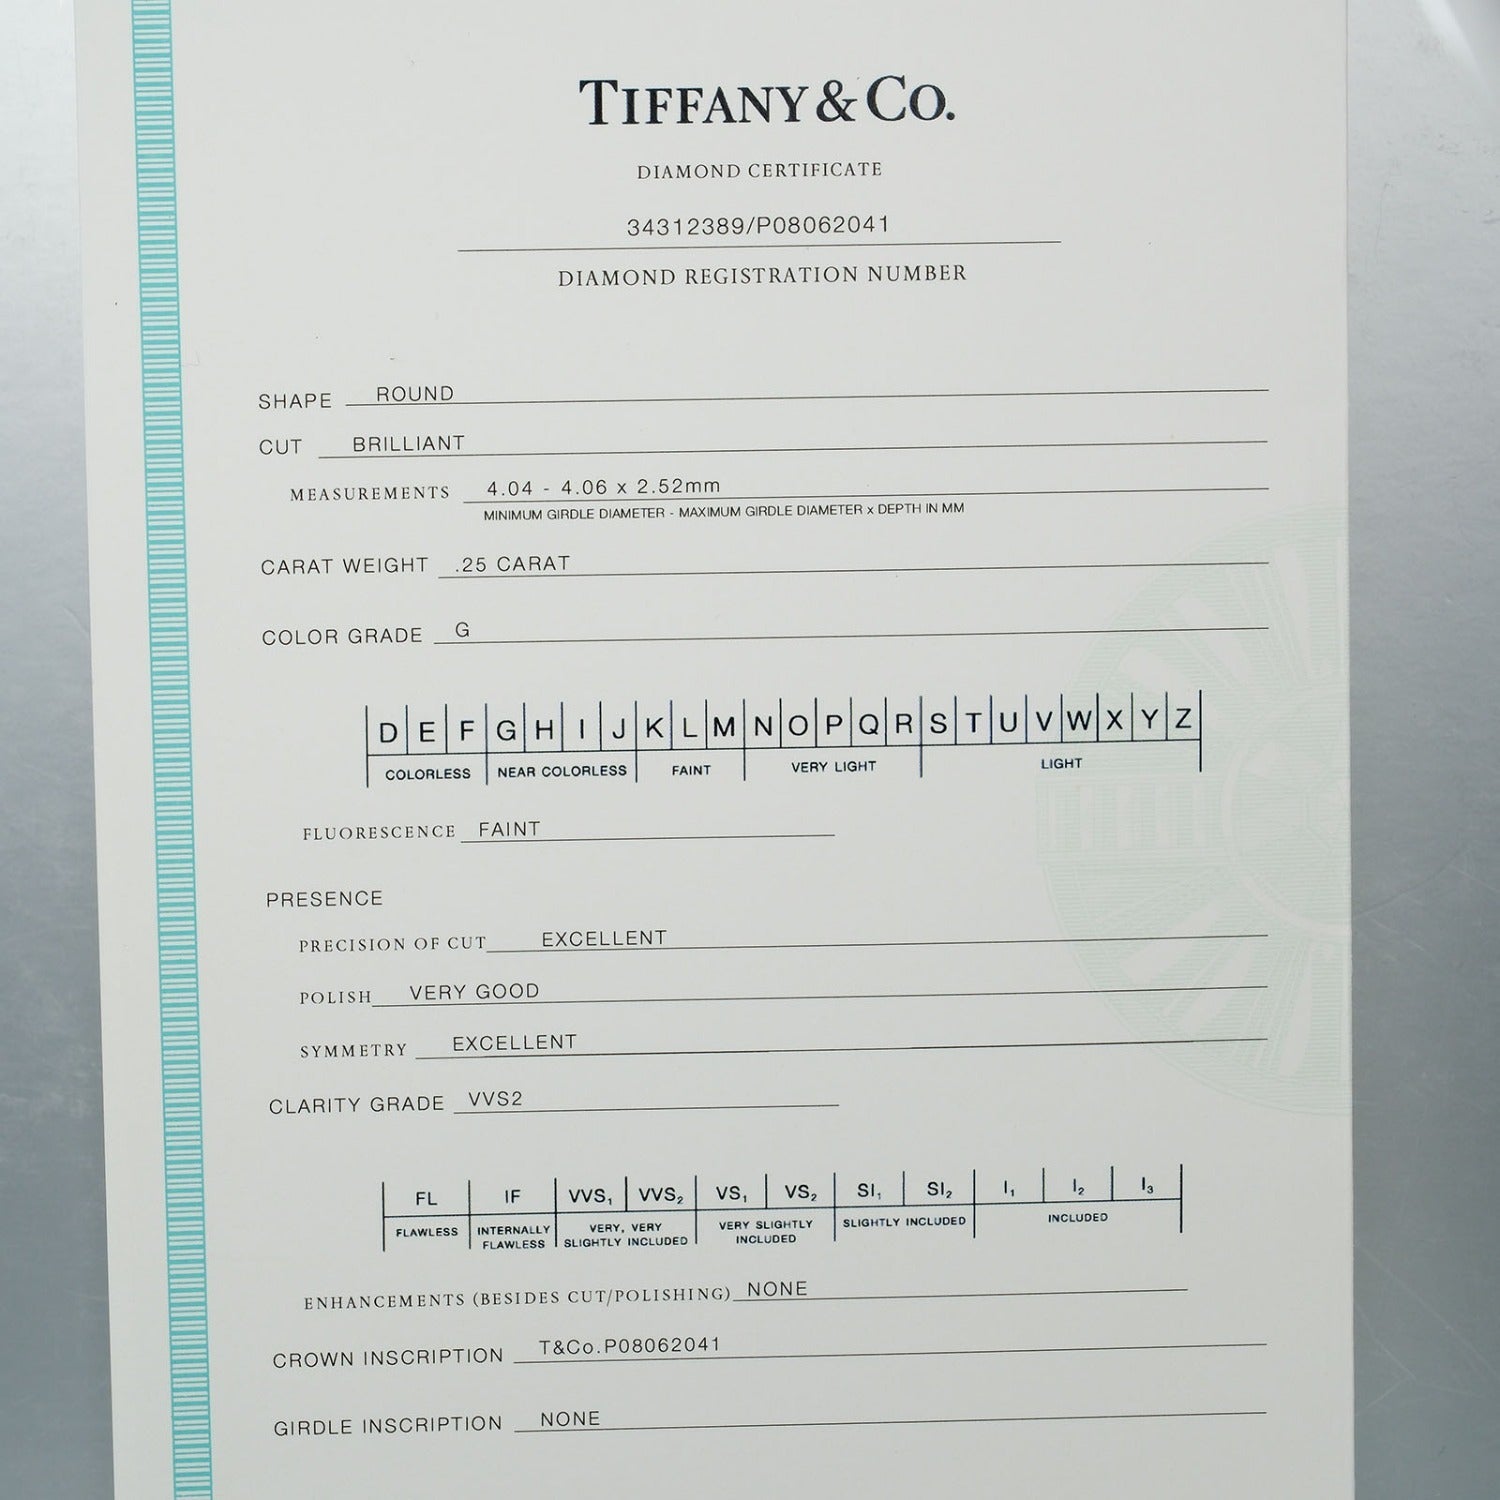 TIFFANY & CO.
DIAMOND CERTIFICATE
34312389/P08062041
DIAMOND REGISTRATION NUMBER
SHAPE ROUND
CUT BRILLIANT
MEASUREMENTS 4.04 - 4.06 x 2.52mm
MINIMUM GIRDLE DIAMETER - MAXIMUM GIRDLE DIAMETER x DEPTH IN MM
CARAT WEIGHT .25 CARAT
COLOR GRADE G
D E F G H I J K L M N O P Q R S T U V W X Y Z
COLORLESS NEAR COLORLESS FAINT VERY LIGHT LIGHT
FLUORESCENCE FAINT
PRESENCE
PRECISION OF CUT EXCELLENT
POLISH VERY GOOD
SYMMETRY EXCELLENT
CLARITY GRADE VVS2
FL IF VVS₁ VVS₂ VS₁ VS₂ SI₁ SI₂ I₁ I₂ I₃
FLAWLESS INTERNALLY FLAWLESS VERY, VERY SLIGHTLY INCLUDED VERY SLIGHTLY INCLUDED SLIGHTLY INCLUDED INCLUDED
ENHANCEMENTS (BESIDES CUT/POLISHING) NONE
CROWN INSCRIPTION T&Co.P08062041
GIRDLE INSCRIPTION NONE